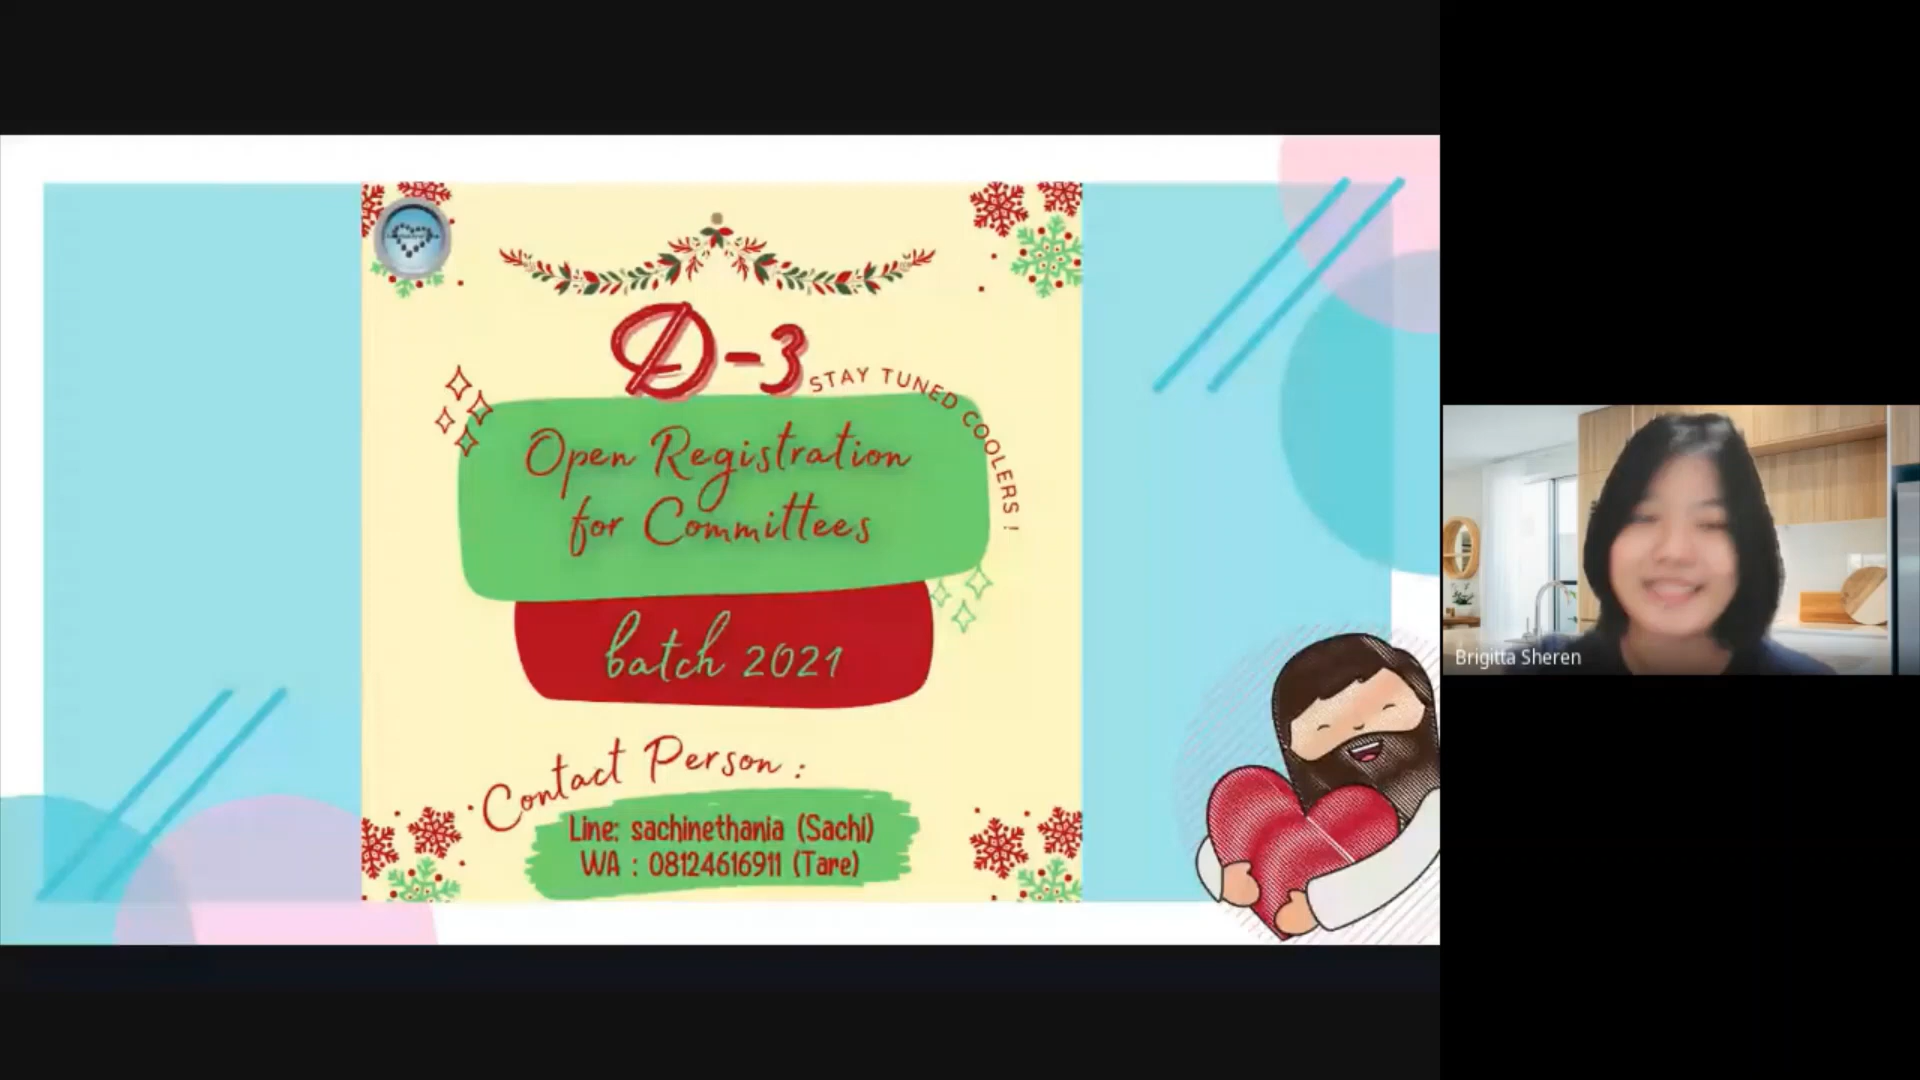 D-3
STAY TUNED COOLERS !
Open Registration
for Committees
batch 2021
Contact Person :
Line: sachinethania (Sachi)
WA : 08124616911 (Tare)
Brigitta Sheren